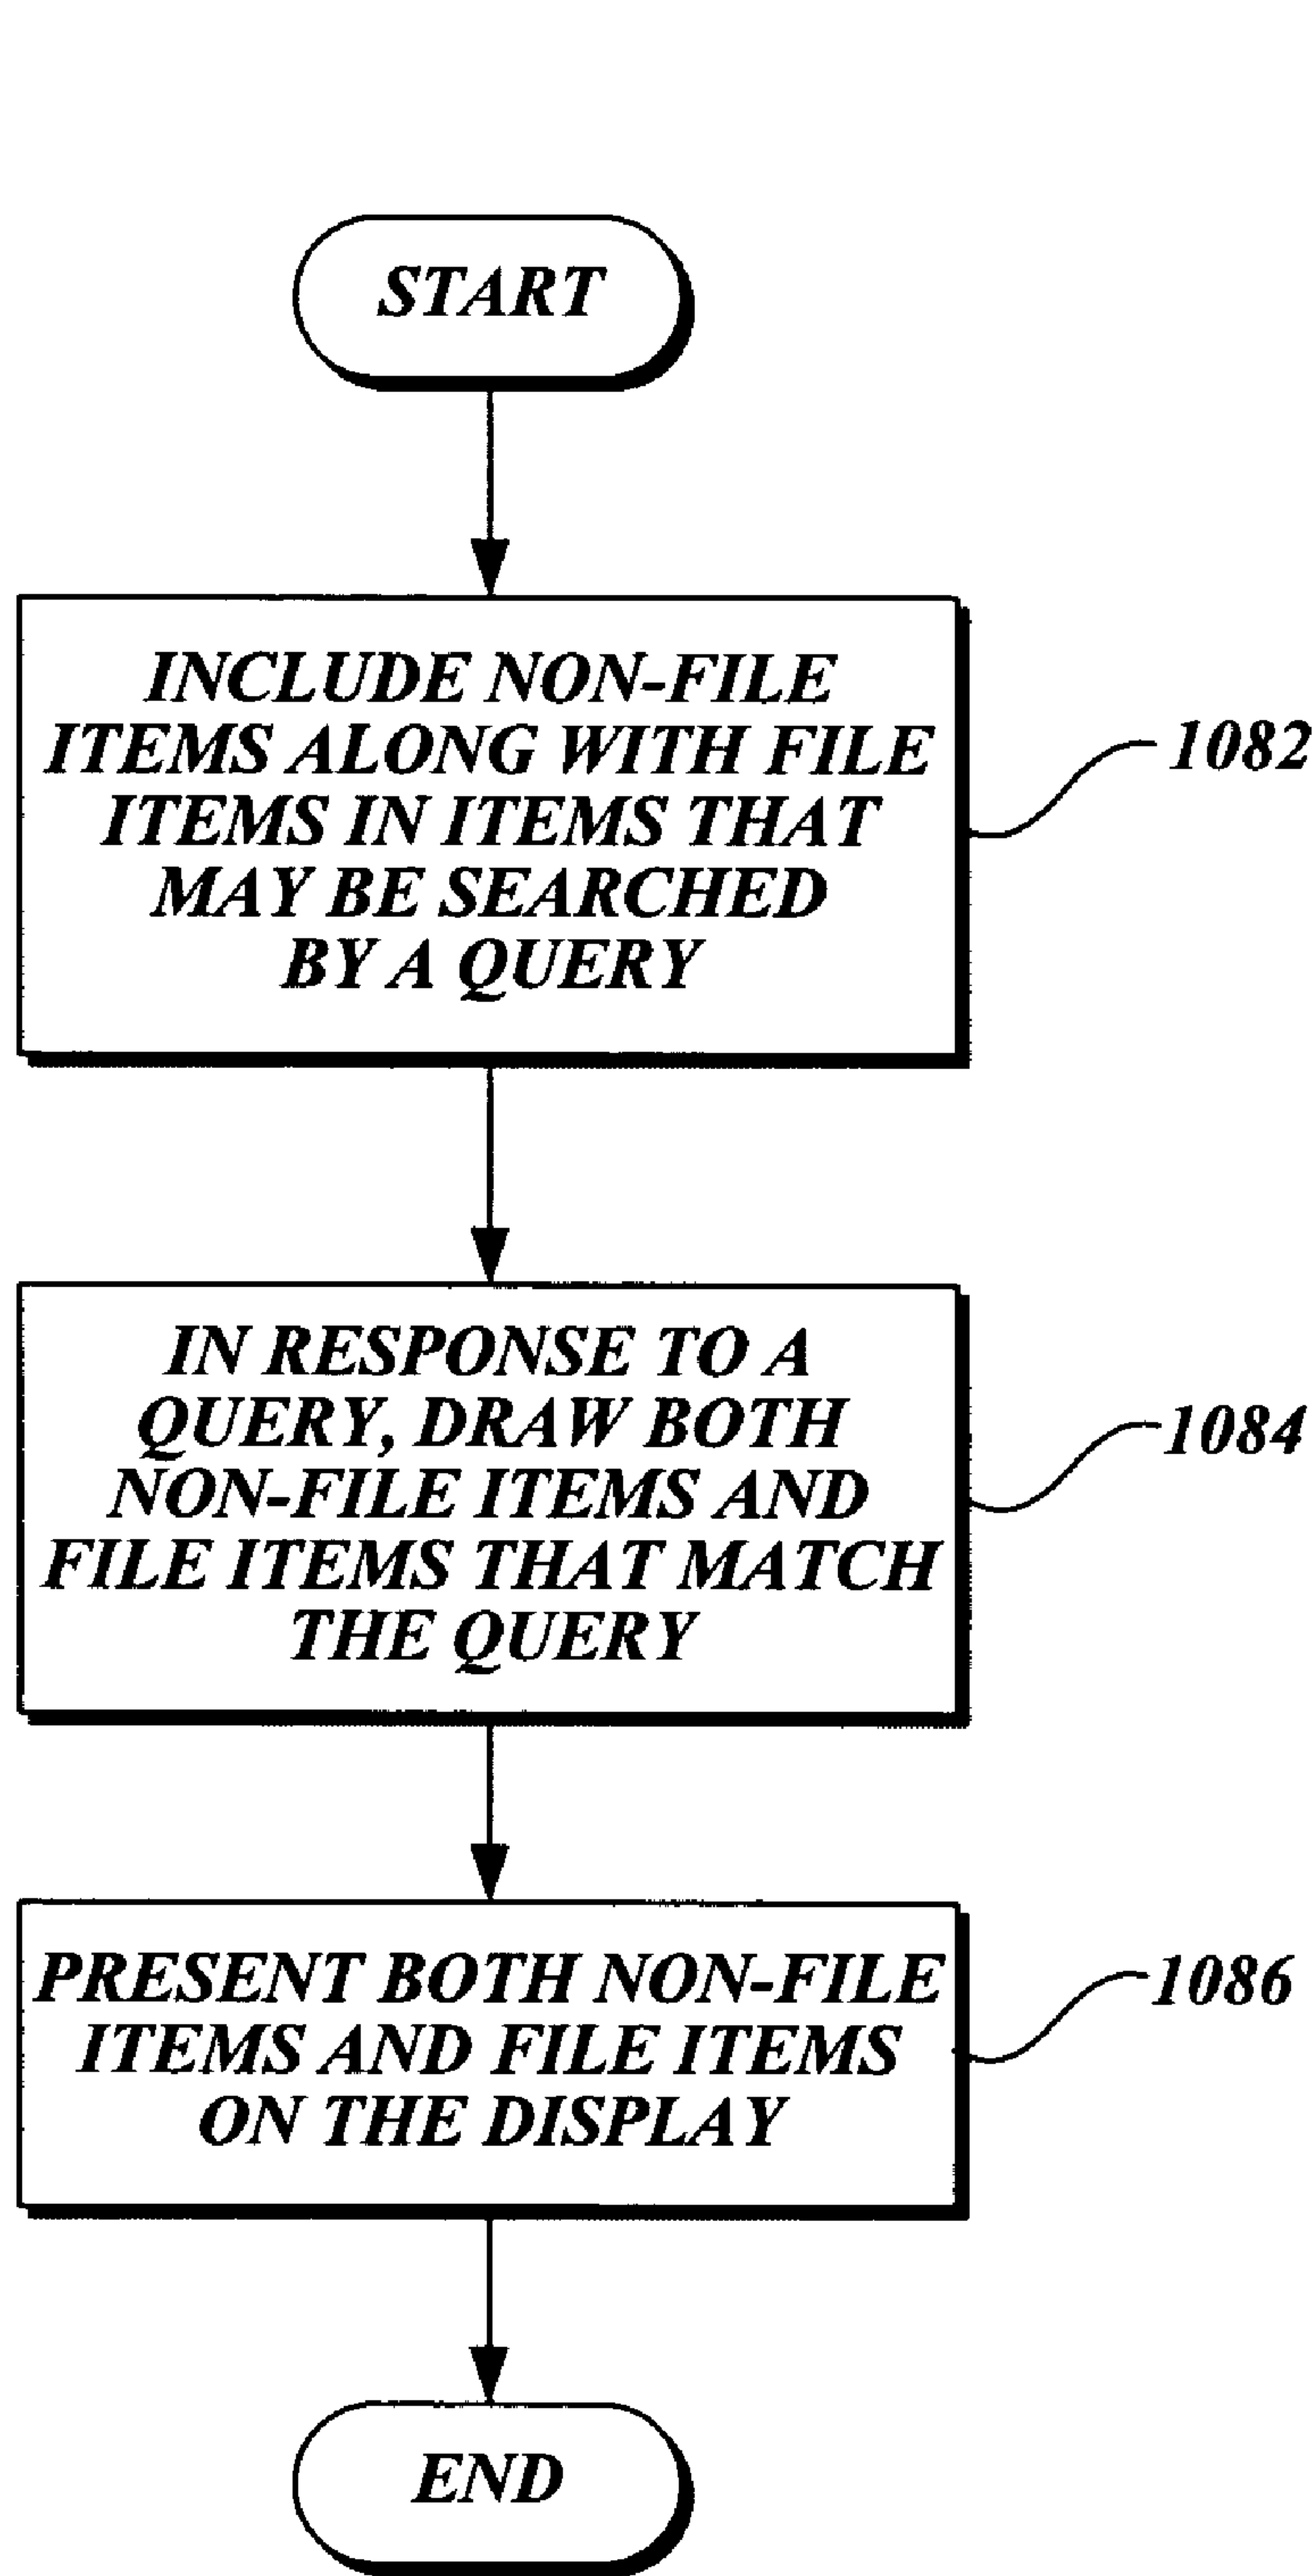 START
INCLUDE NON-FILE
ITEMS ALONG WITH FILE
ITEMS IN ITEMS THAT
MAY BE SEARCHED
BY A QUERY
1082
IN RESPONSE TO A
QUERY, DRAW BOTH
NON-FILE ITEMS AND
FILE ITEMS THAT MATCH
THE QUERY
1084
PRESENT BOTH NON-FILE
ITEMS AND FILE ITEMS
ON THE DISPLAY
1086
END